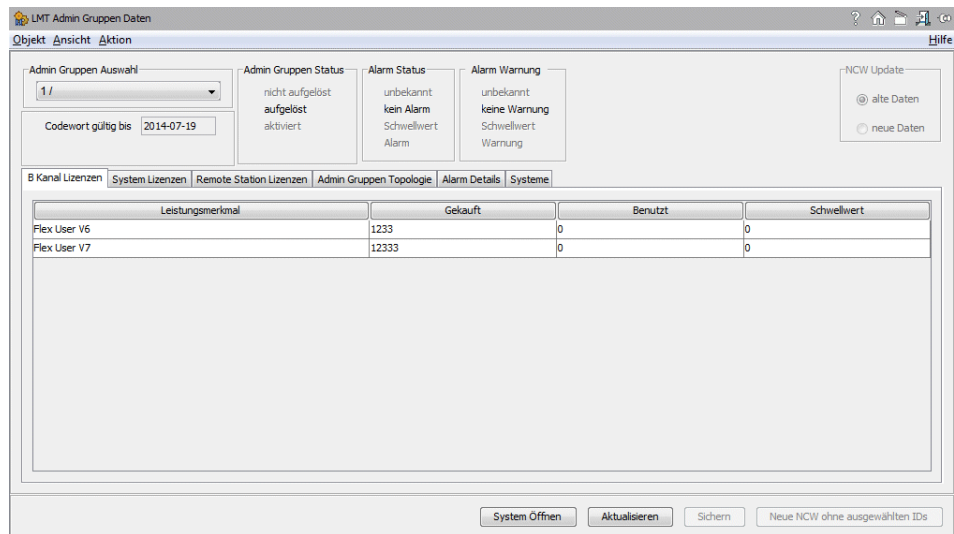 LMT Admin Gruppen Daten
Objekt Ansicht Aktion Hilfe
Admin Gruppen Auswahl
1 /
Codewort gültig bis 2014-07-19
Admin Gruppen Status
nicht aufgelöst
aufgelöst
aktiviert
Alarm Status
unbekannt
kein Alarm
Schwellwert
Alarm
Alarm Warnung
unbekannt
keine Warnung
Schwellwert
Warnung
NCW Update
alte Daten
neue Daten
B Kanal Lizenzen System Lizenzen Remote Station Lizenzen Admin Gruppen Topologie Alarm Details Systeme
Leistungsmerkmal Gekauft Benutzt Schwellwert
Flex User V6 1233 0 0
Flex User V7 12333 0 0
System Öffnen Aktualisieren Sichern Neue NCW ohne ausgewählten IDs